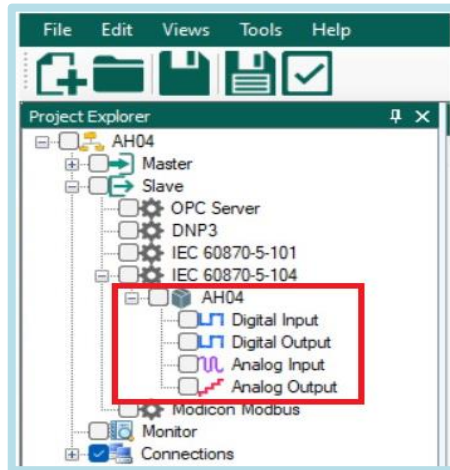 File Edit Views Tools Help
Project Explorer
AH04
Master
Slave
OPC Server
DNP3
IEC 60870-5-101
IEC 60870-5-104
AH04
Digital Input
Digital Output
Analog Input
Analog Output
Modicon Modbus
Monitor
Connections